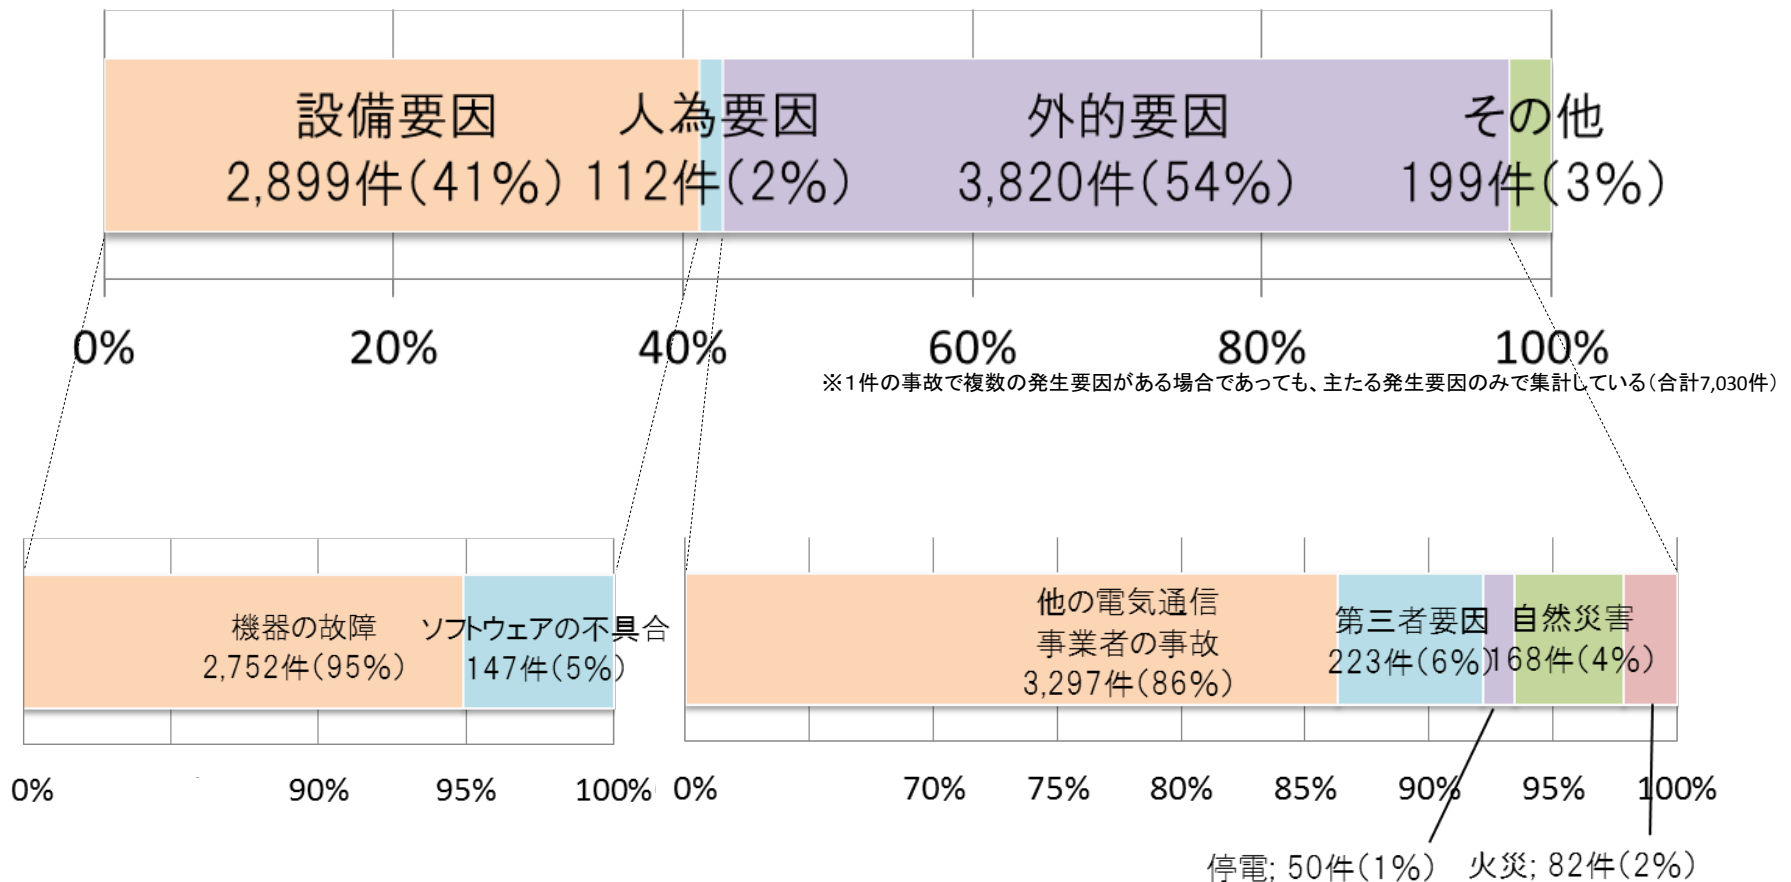 設備要因
2,899件(41%)
人為要因
112件(2%)
外的要因
3,820件(54%)
その他
199件(3%)
0%
20%
40%
60%
80%
100%
※1件の事故で複数の発生要因がある場合であっても、主たる発生要因のみで集計している(合計7,030件)
機器の故障
2,752件(95%)
ソフトウェアの不具合
147件(5%)
0%
90%
95%
100%
他の電気通信
事業者の事故
3,297件(86%)
第三者要因
223件(6%)
自然災害
168件(4%)
0%
70%
75%
80%
85%
90%
95%
100%
停電; 50件(1%)
火災; 82件(2%)